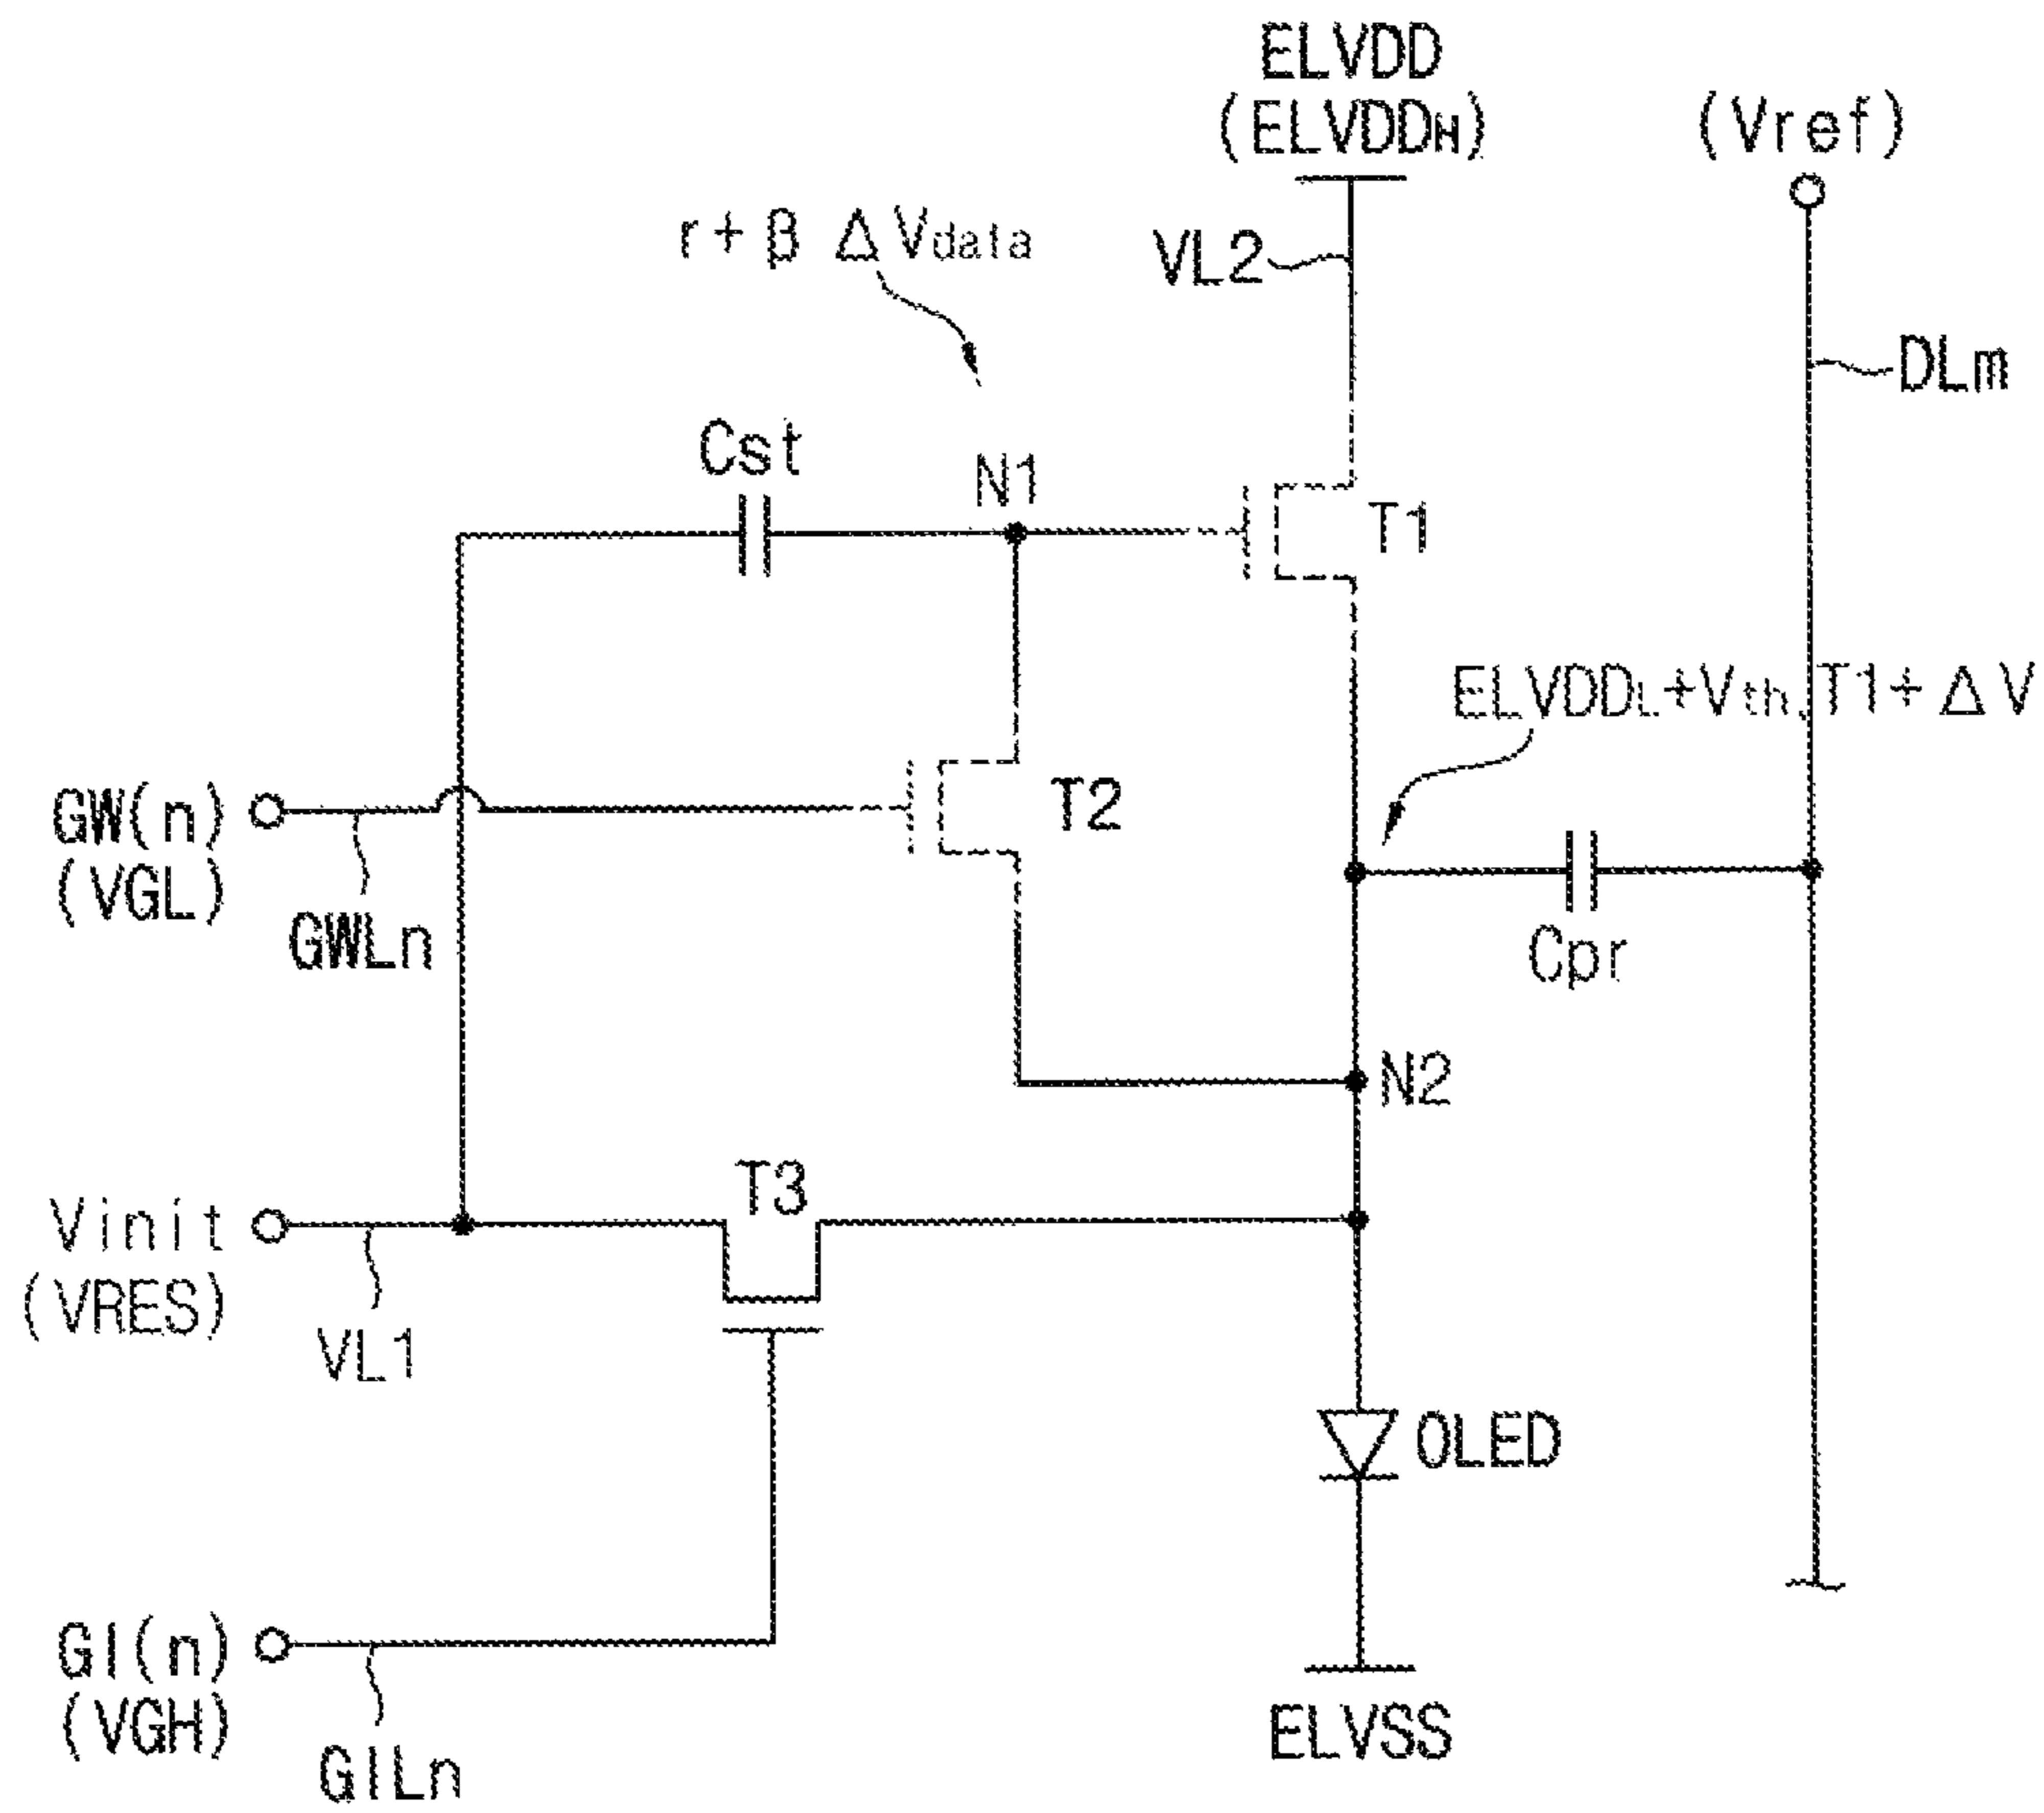 ELVDD
(ELVDDH)
(Vref)
r+β ΔVdata
VL2
DLm
Cst
N1
T1
ELVDDL+Vth,T1+ΔV
GW(n)
(VGL)
T2
GWLn
Cpr
N2
T3
Vinit
(VRES)
VL1
OLED
GI(n)
(VGH)
GILn
ELVSS